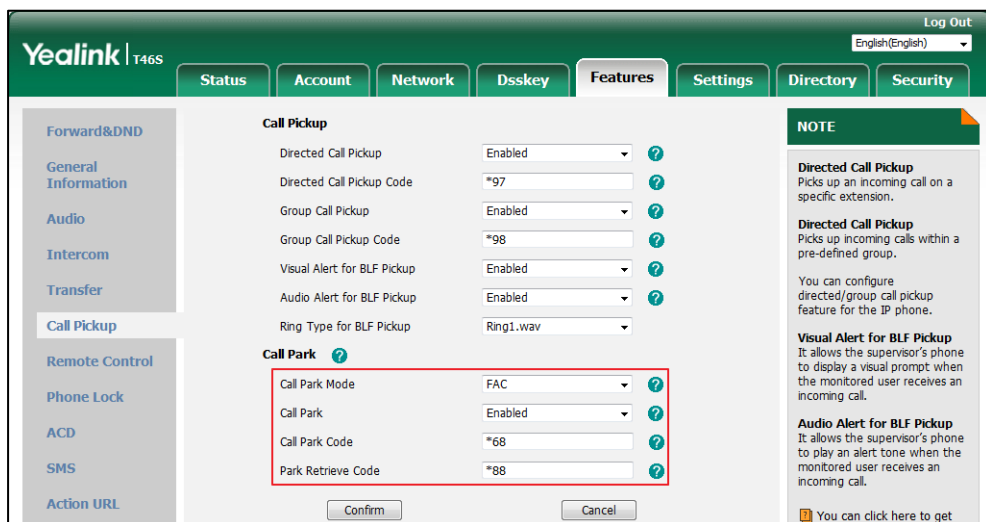 Log Out
English(English)
Yealink | T46S
Status Account Network Dsskey Features Settings Directory Security
Forward&DND
General
Information
Audio
Intercom
Transfer
Call Pickup
Remote Control
Phone Lock
ACD
SMS
Action URL
Call Pickup
Directed Call Pickup Enabled ?
Directed Call Pickup Code *97 ?
Group Call Pickup Enabled ?
Group Call Pickup Code *98 ?
Visual Alert for BLF Pickup Enabled ?
Audio Alert for BLF Pickup Enabled ?
Ring Type for BLF Pickup Ring1.wav
Call Park ?
Call Park Mode FAC ?
Call Park Enabled ?
Call Park Code *68 ?
Park Retrieve Code *88 ?
Confirm Cancel
NOTE
Directed Call Pickup
Picks up an incoming call on a
specific extension.
Directed Call Pickup
Picks up incoming calls within a
pre-defined group.
You can configure
directed/group call pickup
feature for the IP phone.
Visual Alert for BLF Pickup
It allows the supervisor's phone
to display a visual prompt when
the monitored user receives an
incoming call.
Audio Alert for BLF Pickup
It allows the supervisor's phone
to play an alert tone when the
monitored user receives an
incoming call.
? You can click here to get